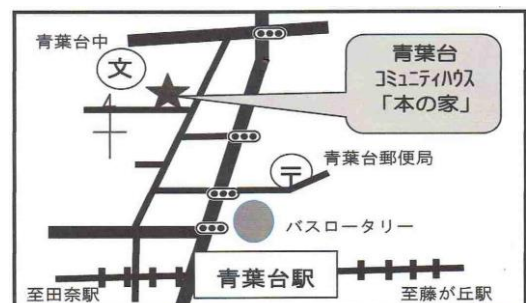 青葉台中
文
青葉台
コミュニティハウス
「本の家」
青葉台郵便局
〒
バスロータリー
青葉台駅
至田奈駅
至藤が丘駅